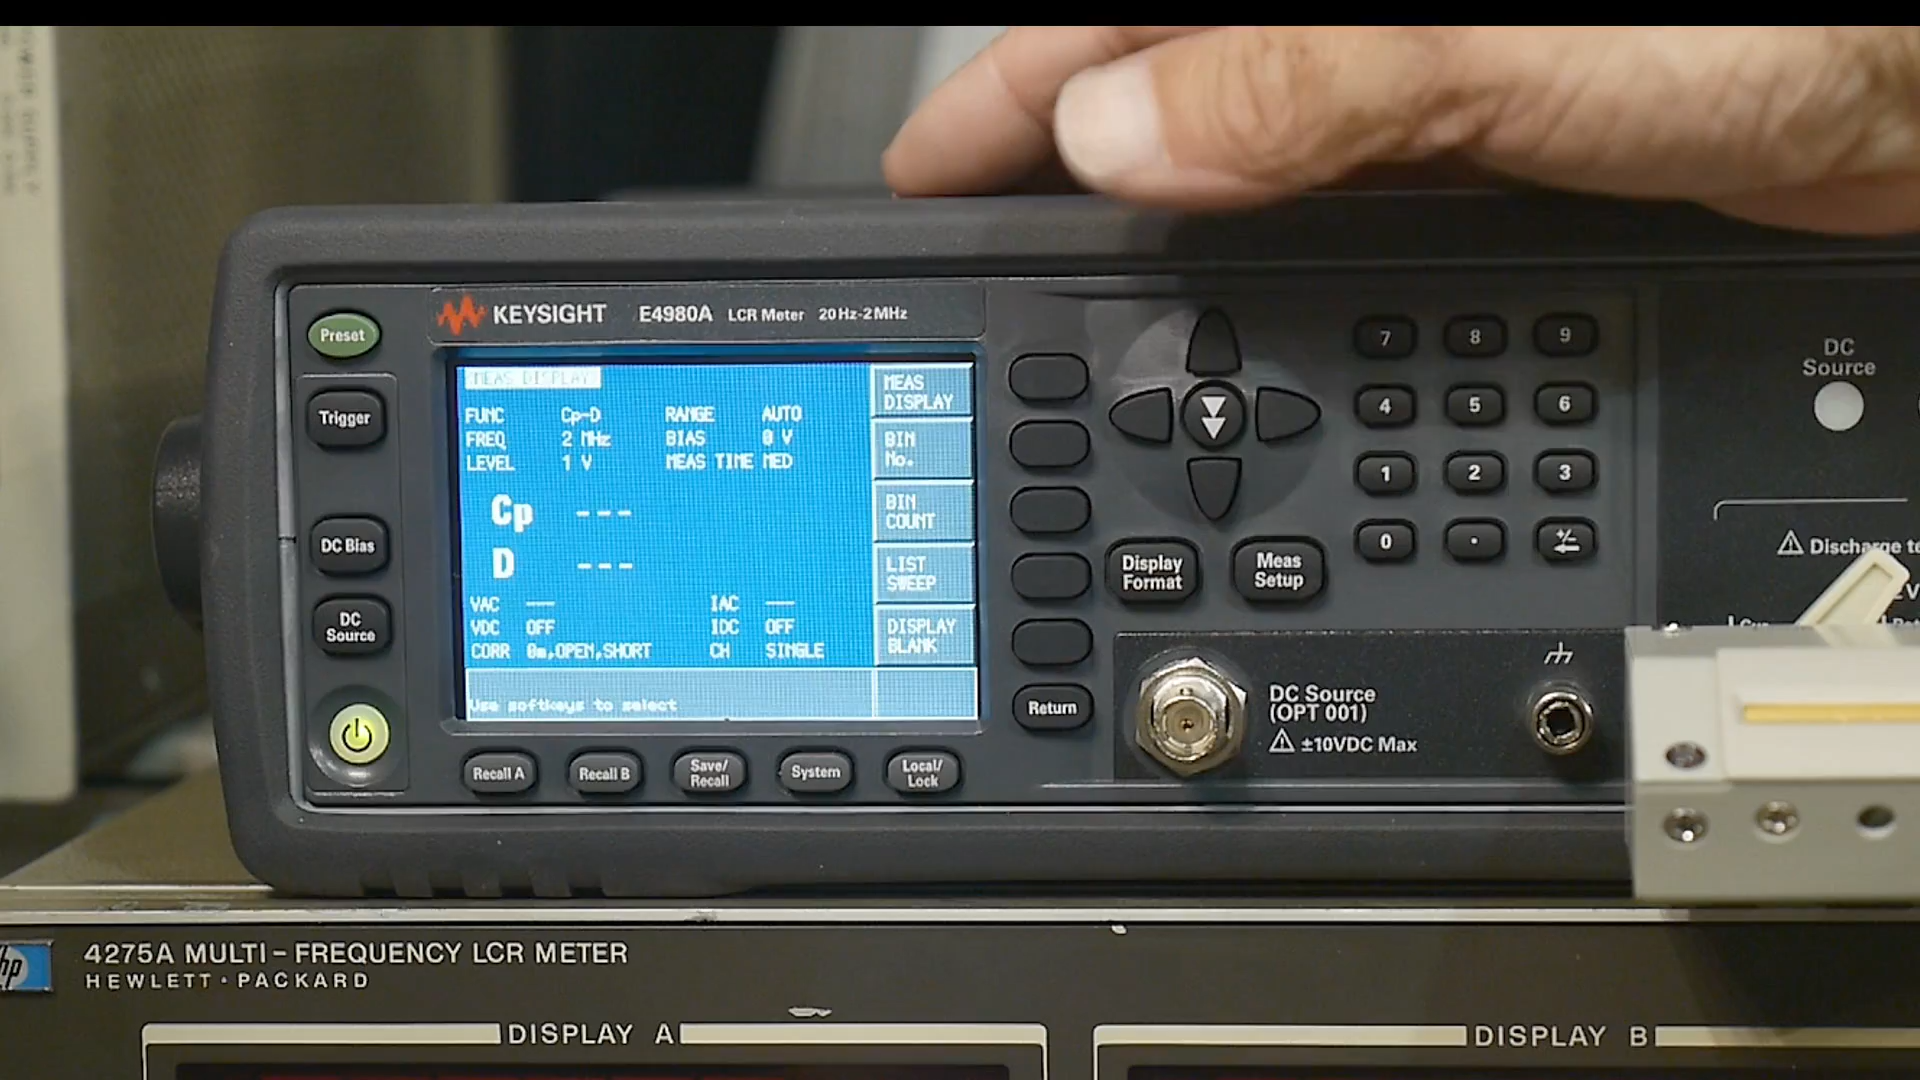 KEYSIGHT E4980A LCR Meter 20Hz-2MHz
Preset
Trigger
DC Bias
DC Source
MEAS DISPLAY
FUNC Cp-D RANGE AUTO
FREQ 2 MHz BIAS 0 V
LEVEL 1 V MEAS TIME MED
Cp ---
D ---
VAC --- IAC ---
VDC OFF IDC OFF
CORR 0m,OPEN,SHORT CH SINGLE
Use softkeys to select
MEAS DISPLAY
BIN No.
BIN COUNT
LIST SWEEP
DISPLAY BLANK
Return
Recall A
Recall B
Save/ Recall
System
Local/ Lock
Display Format
Meas Setup
7 8 9
4 5 6
1 2 3
0 . +/-
DC Source
⚠ Discharge te
DC Source
(OPT 001)
⚠ ±10VDC Max
hp
4275A MULTI-FREQUENCY LCR METER
HEWLETT·PACKARD
DISPLAY A
DISPLAY B